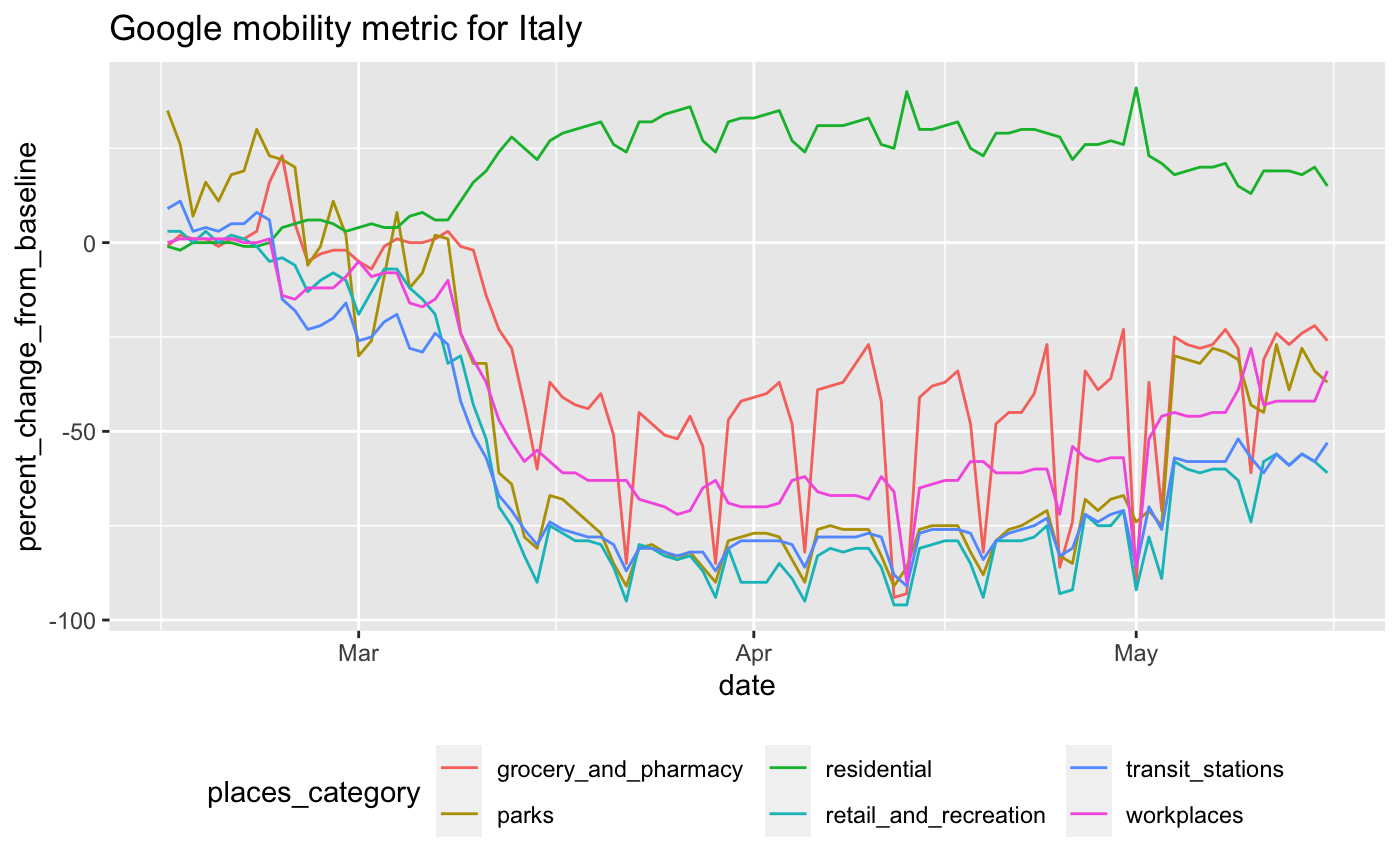 Google mobility metric for Italy
percent_change_from_baseline
0
-50
-100
Mar Apr May
date
places_category
grocery_and_pharmacy residential transit_stations
parks retail_and_recreation workplaces